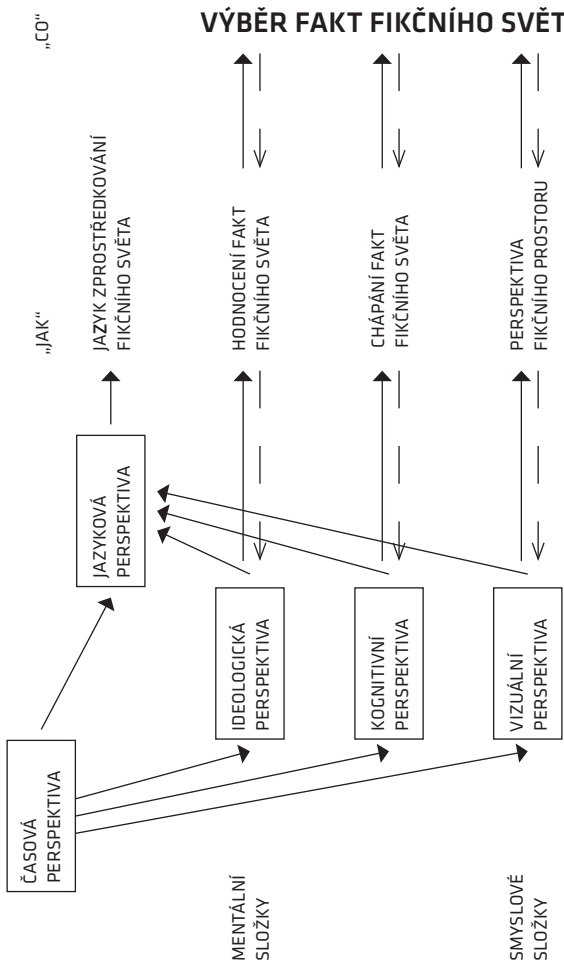 ČASOVÁ
PERSPEKTIVA
„JAK“
„CO“
JAZYKOVÁ
PERSPEKTIVA
JAZYK ZPROSTŘEDKOVÁNÍ
FIKČNÍHO SVĚTA
MENTÁLNÍ
SLOŽKY
IDEOLOGICKÁ
PERSPEKTIVA
HODNOCENÍ FAKT
FIKČNÍHO SVĚTA
KOGNITIVNÍ
PERSPEKTIVA
CHÁPÁNÍ FAKT
FIKČNÍHO SVĚTA
SMYSLOVÉ
SLOŽKY
VIZUÁLNÍ
PERSPEKTIVA
PERSPEKTIVA
FIKČNÍHO PROSTORU
VÝBĚR FAKT FIKČNÍHO SVĚT